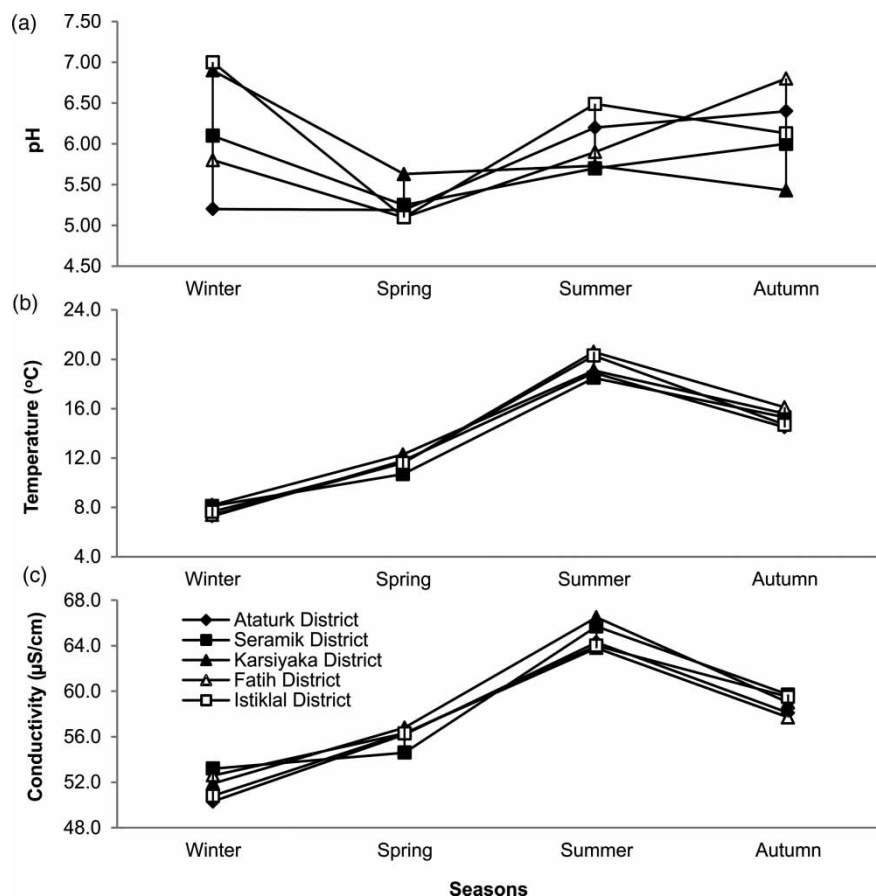 (a)
7.50
7.00
6.50
6.00
5.50
5.00
4.50
pH
Winter Spring Summer Autumn
(b)
24.0
20.0
16.0
12.0
8.0
4.0
Temperature (°C)
Winter Spring Summer Autumn
(c)
68.0
64.0
60.0
56.0
52.0
48.0
Conductivity (µS/cm)
Ataturk District
Seramik District
Karsiyaka District
Fatih District
Istiklal District
Winter Spring Summer Autumn
Seasons